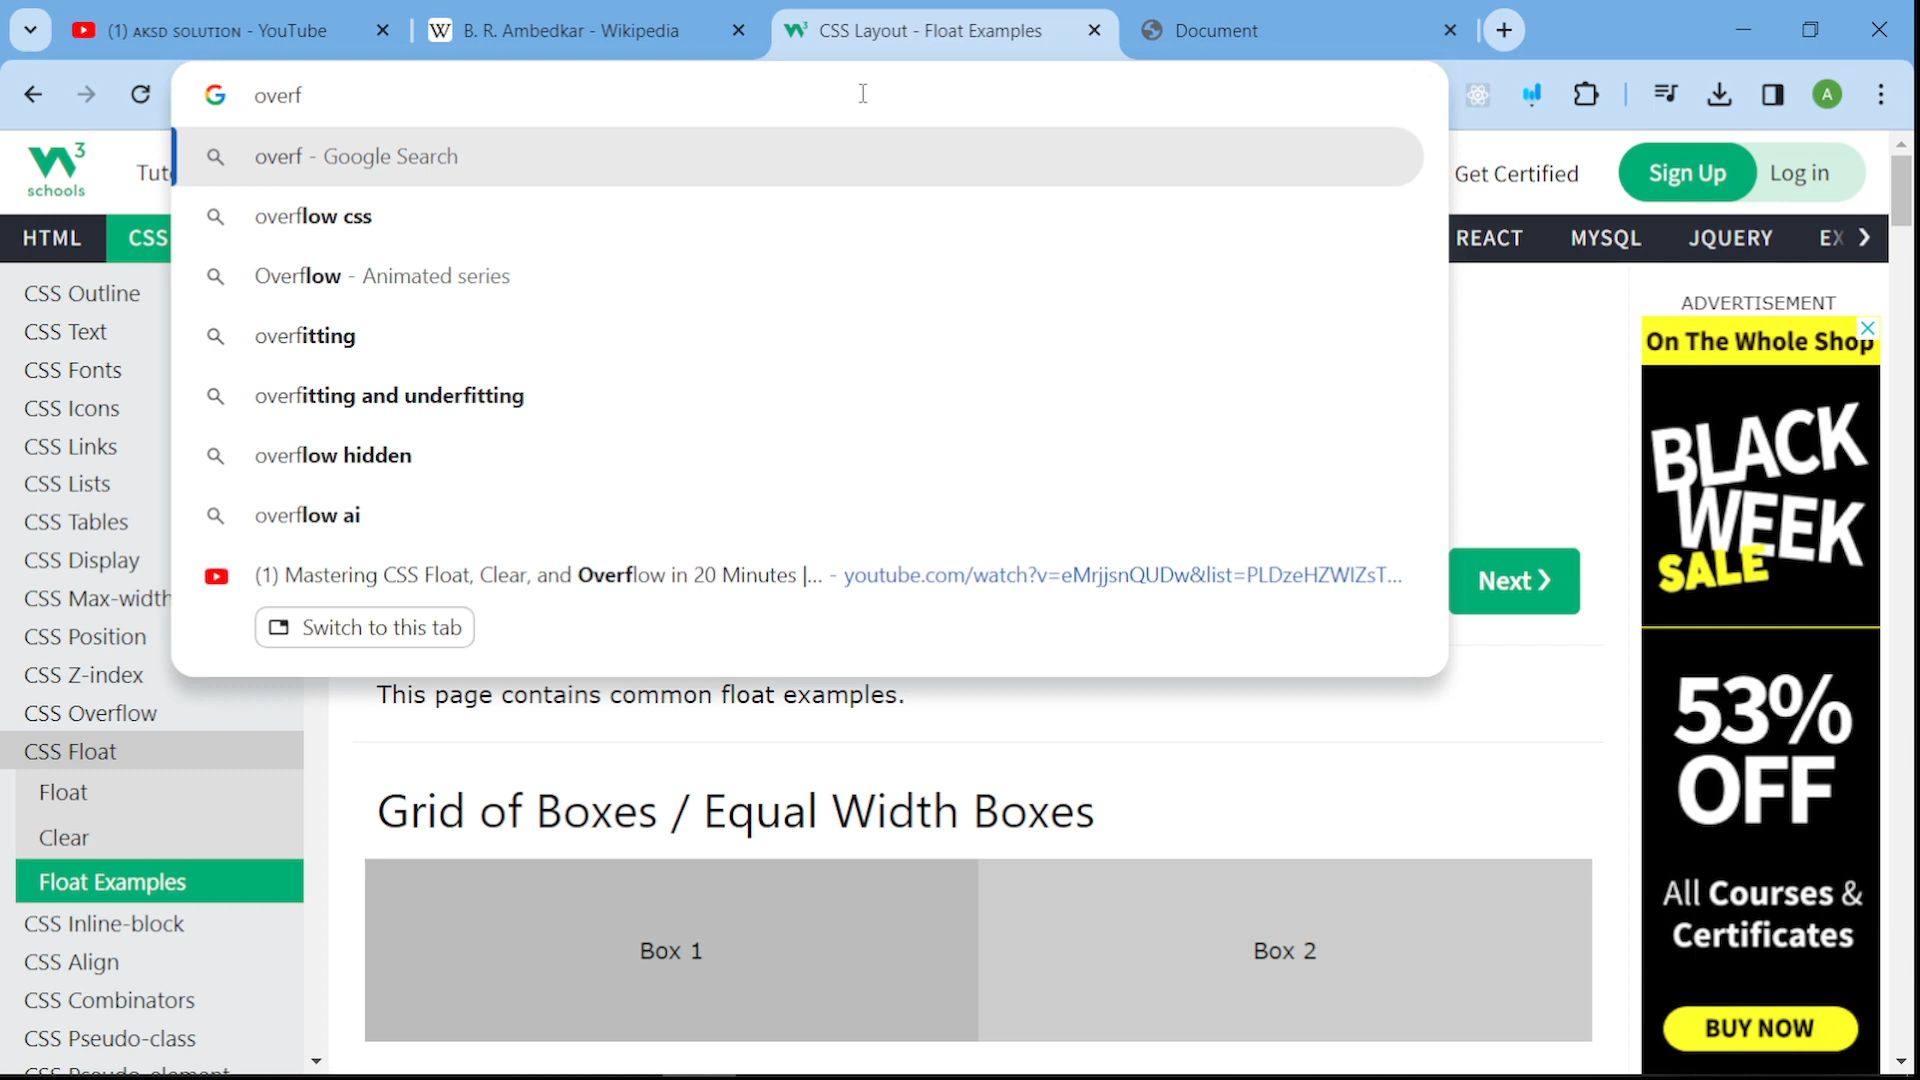 (1) AKSD SOLUTION - YouTube
B. R. Ambedkar - Wikipedia
CSS Layout - Float Examples
Document
overf
A
overf - Google Search
overflow css
Overflow - Animated series
overfitting
overfitting and underfitting
overflow hidden
overflow ai
(1) Mastering CSS Float, Clear, and Overflow in 20 Minutes |... - youtube.com/watch?v=eMrjjsnQUDw&list=PLDzeHZWIZsT...
Switch to this tab
3
schools
Tut
Get Certified
Sign Up
Log in
HTML
CSS
REACT
MYSQL
JQUERY
EX
CSS Outline
CSS Text
CSS Fonts
CSS Icons
CSS Links
CSS Lists
CSS Tables
CSS Display
CSS Max-width
CSS Position
CSS Z-index
CSS Overflow
CSS Float
Float
Clear
Float Examples
CSS Inline-block
CSS Align
CSS Combinators
CSS Pseudo-class
CSS Pseudo-element
Next ❯
This page contains common float examples.
Grid of Boxes / Equal Width Boxes
Box 1
Box 2
ADVERTISEMENT
On The Whole Shop
BLACK
WEEK
SALE
53%
OFF
All Courses &
Certificates
BUY NOW